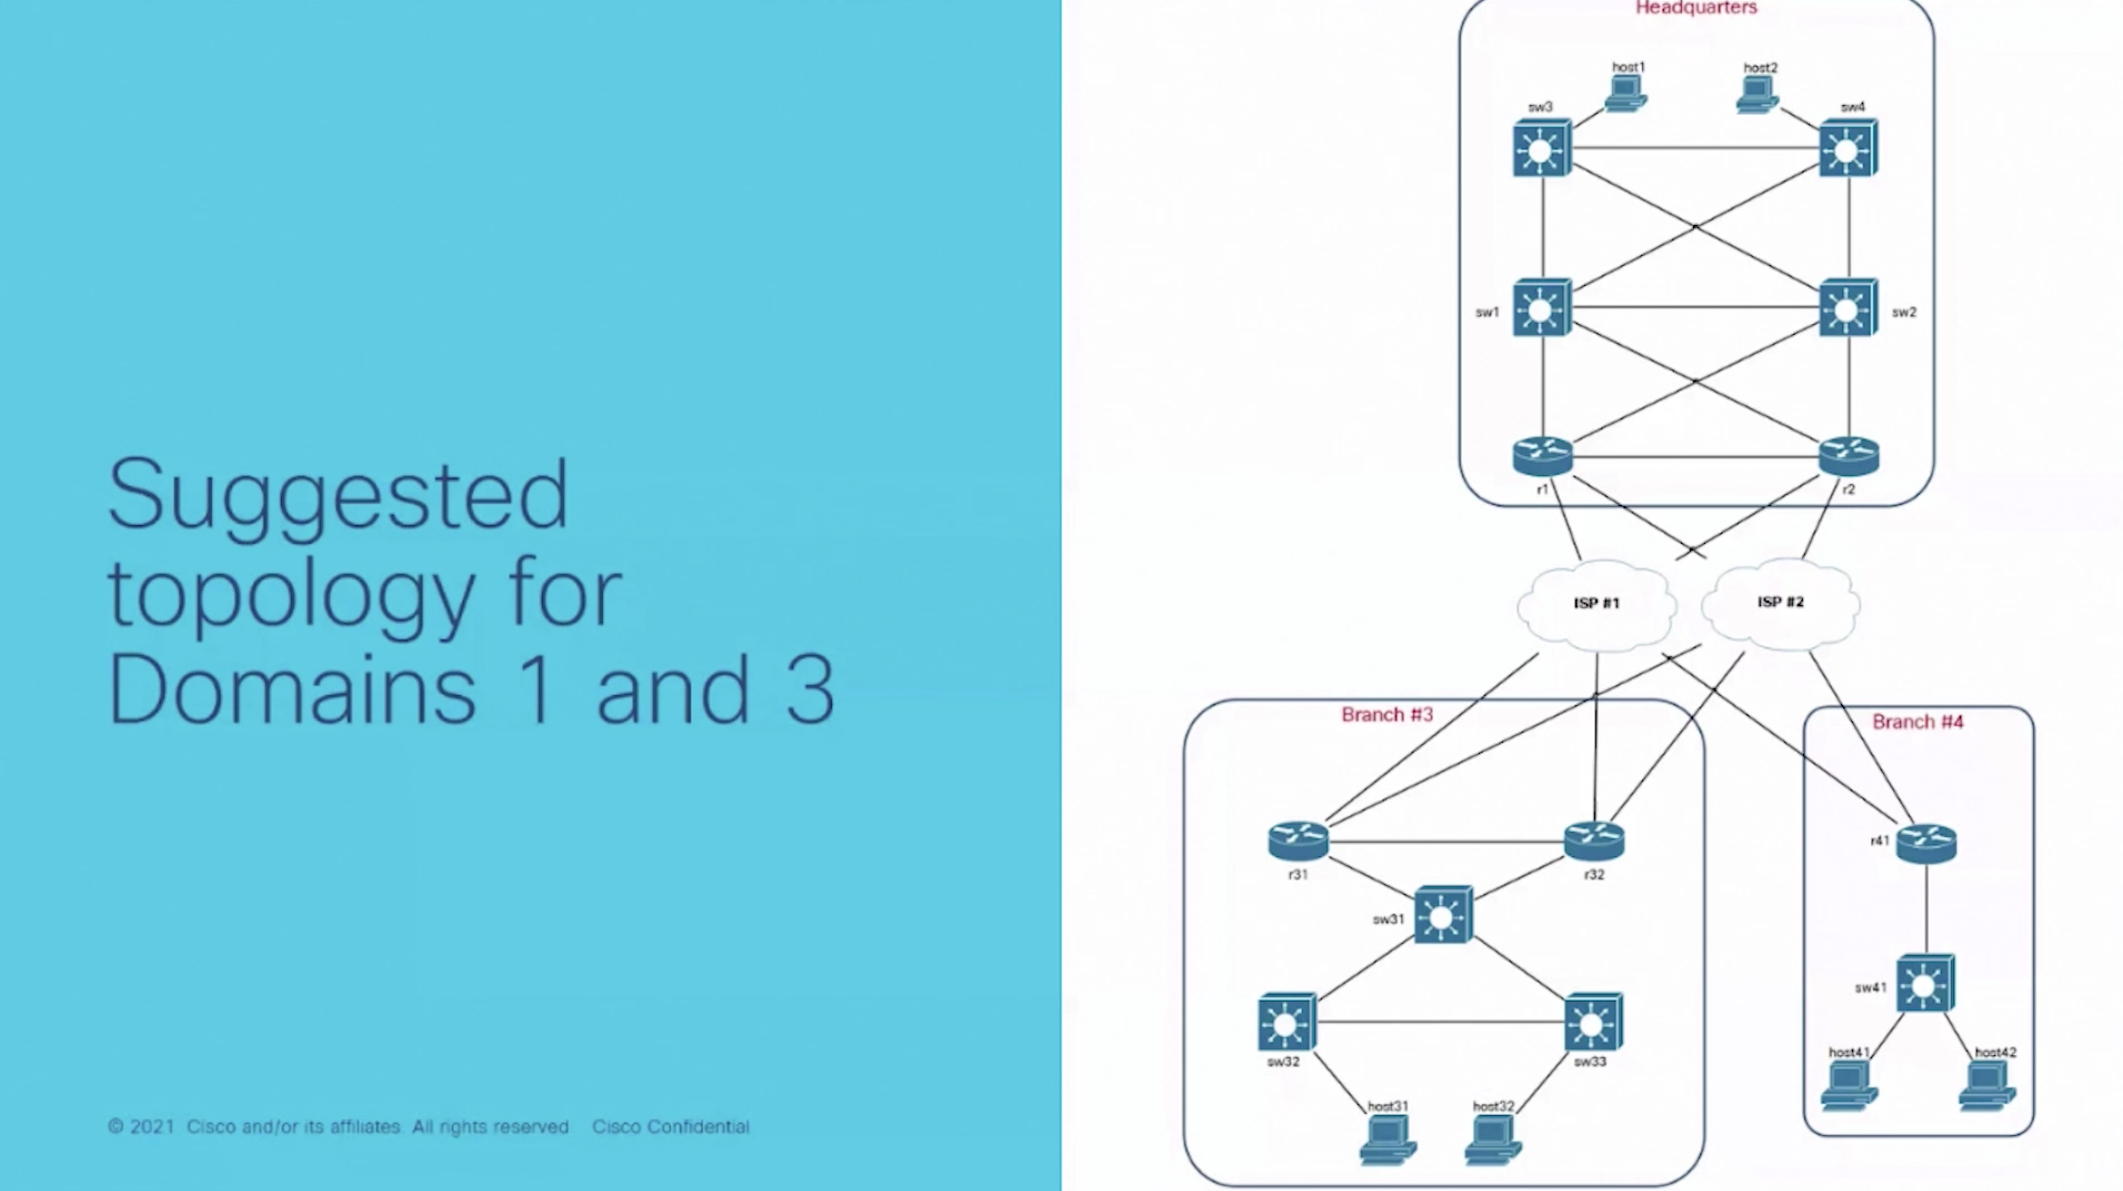 Suggested
topology for
Domains 1 and 3
© 2021 Cisco and/or its affiliates. All rights reserved Cisco Confidential
Headquarters
host1
host2
sw3
sw4
sw1
sw2
r1
r2
ISP #1
ISP #2
Branch #3
Branch #4
r31
r32
r41
sw31
sw41
sw32
sw33
host41
host42
host31
host32